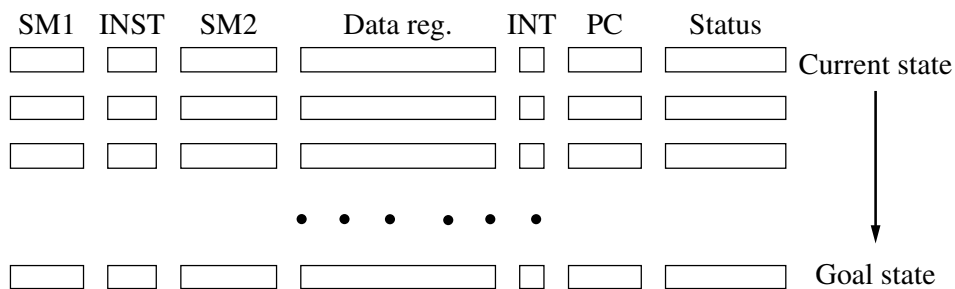 SM1 INST SM2 Data reg. INT PC Status
Current state
Goal state